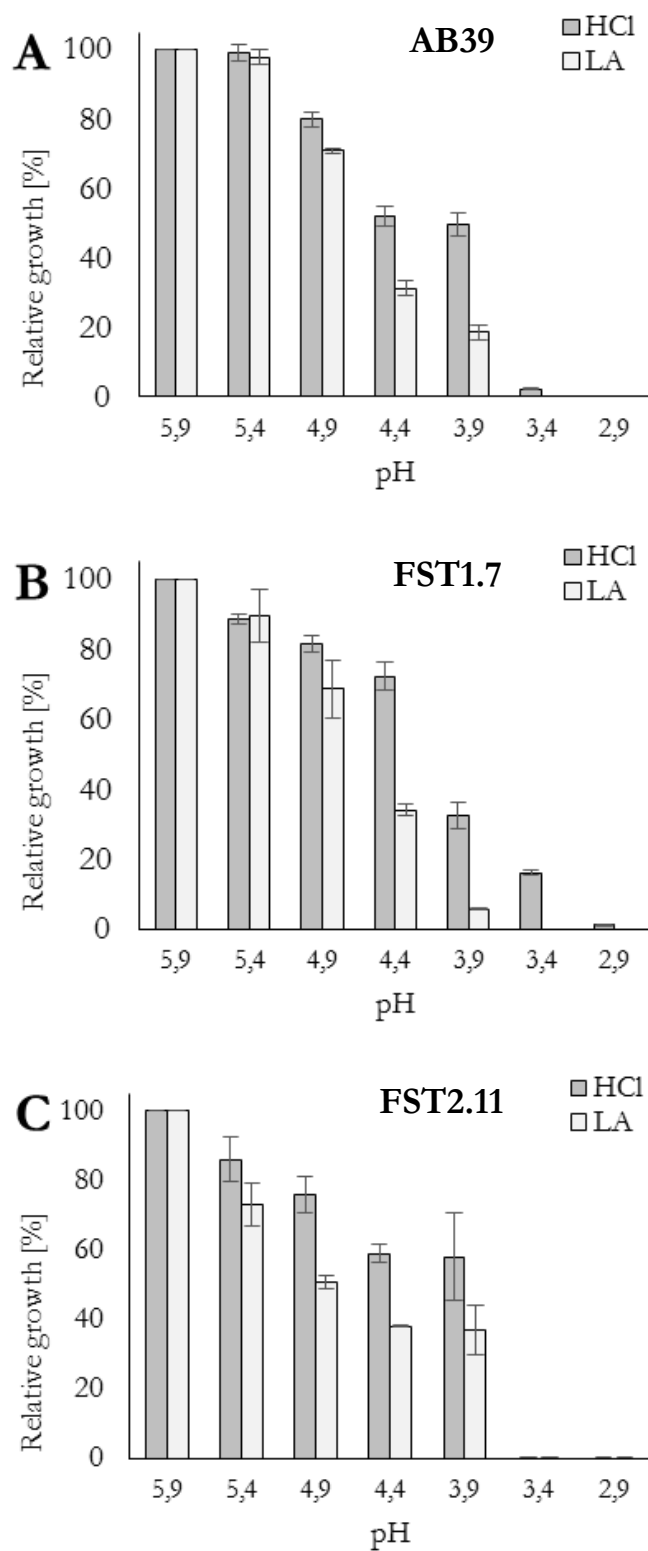 A
AB39
HCl
LA
Relative growth [%]
100
80
60
40
20
0
5,9 5,4 4,9 4,4 3,9 3,4 2,9
pH
B
FST1.7
HCl
LA
Relative growth [%]
100
80
60
40
20
0
5,9 5,4 4,9 4,4 3,9 3,4 2,9
pH
C
FST2.11
HCl
LA
Relative growth [%]
100
80
60
40
20
0
5,9 5,4 4,9 4,4 3,9 3,4 2,9
pH